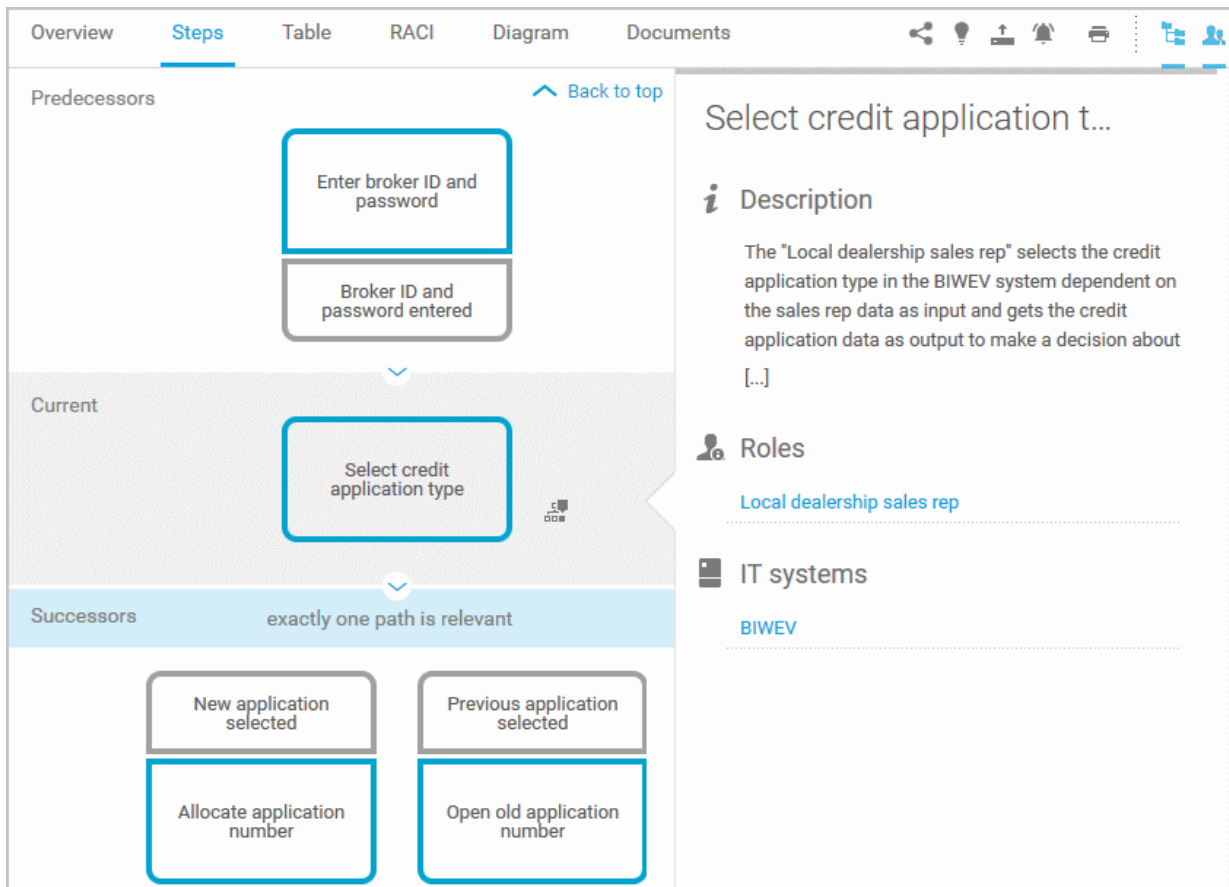 Overview Steps Table RACI Diagram Documents
Predecessors
Back to top
Enter broker ID and
password
Broker ID and
password entered
Current
Select credit
application type
Successors
exactly one path is relevant
New application
selected
Previous application
selected
Allocate application
number
Open old application
number
Select credit application t...
Description
The "Local dealership sales rep" selects the credit
application type in the BIWEV system dependent on
the sales rep data as input and gets the credit
application data as output to make a decision about
[...]
Roles
Local dealership sales rep
IT systems
BIWEV